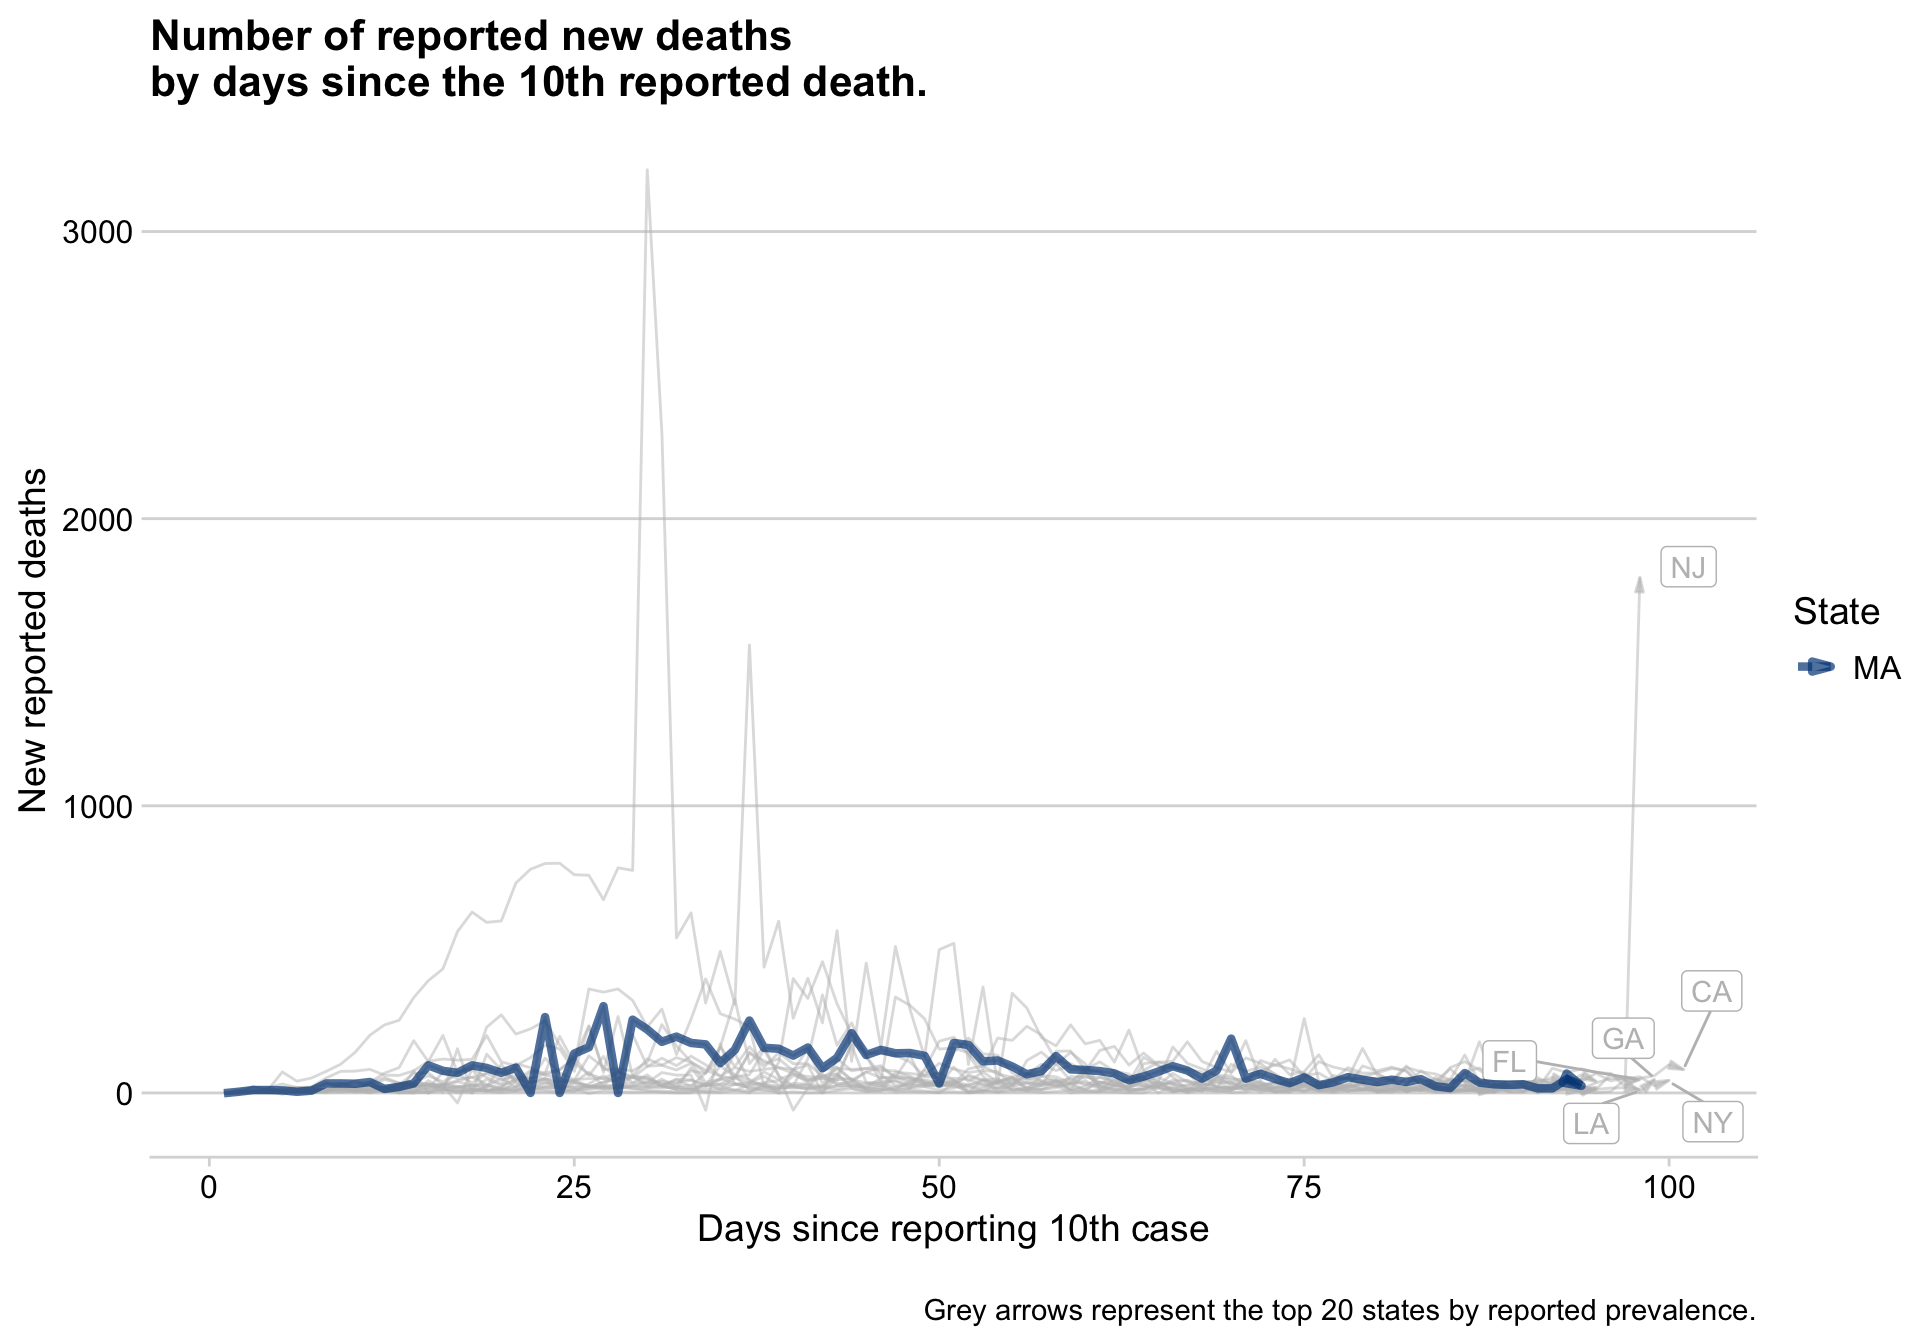 Number of reported new deaths
by days since the 10th reported death.
New reported deaths
3000
2000
1000
0
0
25
50
75
100
Days since reporting 10th case
NJ
CA
GA
FL
LA
NY
State
MA
Grey arrows represent the top 20 states by reported prevalence.